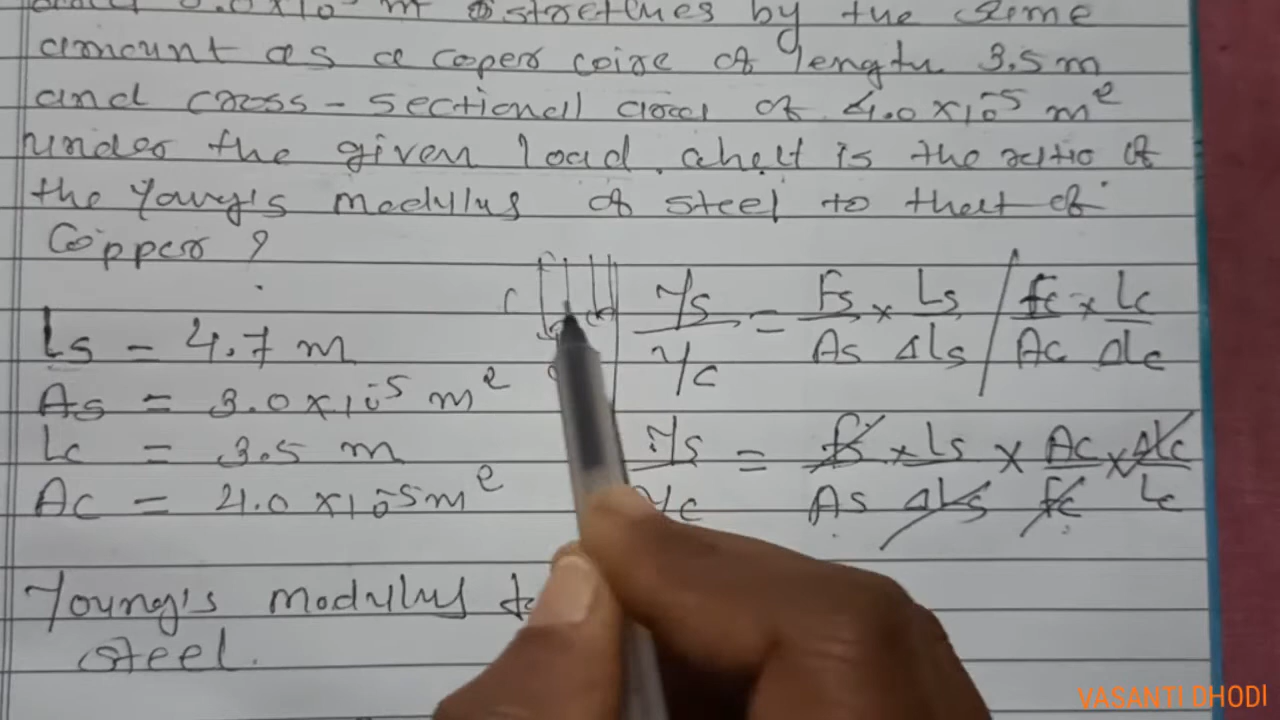 m stretches by the same
amount as a coper wire of length 3.5 m
and cross-sectional area of 4.0 × 10⁻⁵ m²
under the given load. what is the ratio of
the Young's modulus of steel to that of
Copper ?
Ls - 4.7 m
As = 3.0 × 10⁻⁵ m²
Lc = 3.5 m
Ac = 4.0 × 10⁻⁵ m²
Young's modulus
steel.
Ys/Yc = Fs/As × Ls/Δls / fc/Ac × Lc/Δlc
Ys/Yc = fs/As × Ls/Δls × Ac/fc × Δlc/Lc
VASANTI DHODI